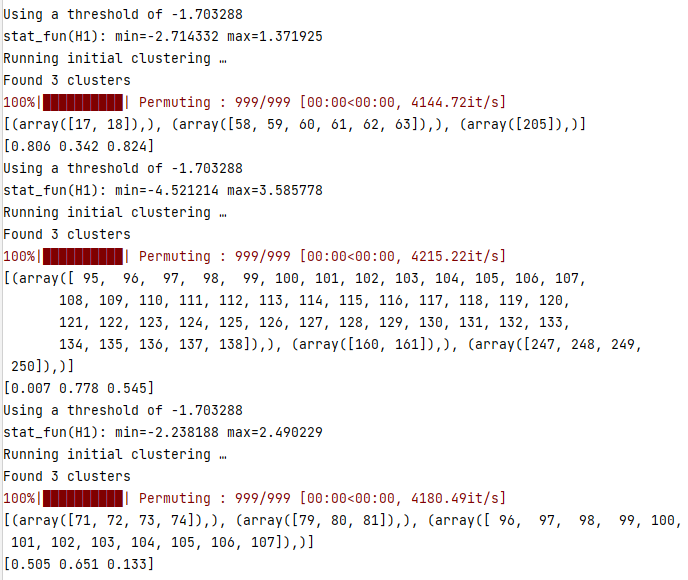 Using a threshold of -1.703288
stat_fun(H1): min=-2.714332 max=1.371925
Running initial clustering …
Found 3 clusters
100%|██████████| Permuting : 999/999 [00:00<00:00, 4144.72it/s]
[(array([17, 18]),), (array([58, 59, 60, 61, 62, 63]),), (array([205]),)]
[0.806 0.342 0.824]
Using a threshold of -1.703288
stat_fun(H1): min=-4.521214 max=3.585778
Running initial clustering …
Found 3 clusters
100%|██████████| Permuting : 999/999 [00:00<00:00, 4215.22it/s]
[(array([ 95,  96,  97,  98,  99, 100, 101, 102, 103, 104, 105, 106, 107,
       108, 109, 110, 111, 112, 113, 114, 115, 116, 117, 118, 119, 120,
       121, 122, 123, 124, 125, 126, 127, 128, 129, 130, 131, 132, 133,
       134, 135, 136, 137, 138]),), (array([160, 161]),), (array([247, 248, 249,
 250]),)]
[0.007 0.778 0.545]
Using a threshold of -1.703288
stat_fun(H1): min=-2.238188 max=2.490229
Running initial clustering …
Found 3 clusters
100%|██████████| Permuting : 999/999 [00:00<00:00, 4180.49it/s]
[(array([71, 72, 73, 74]),), (array([79, 80, 81]),), (array([ 96,  97,  98,  99, 100,
 101, 102, 103, 104, 105, 106, 107]),)]
[0.505 0.651 0.133]